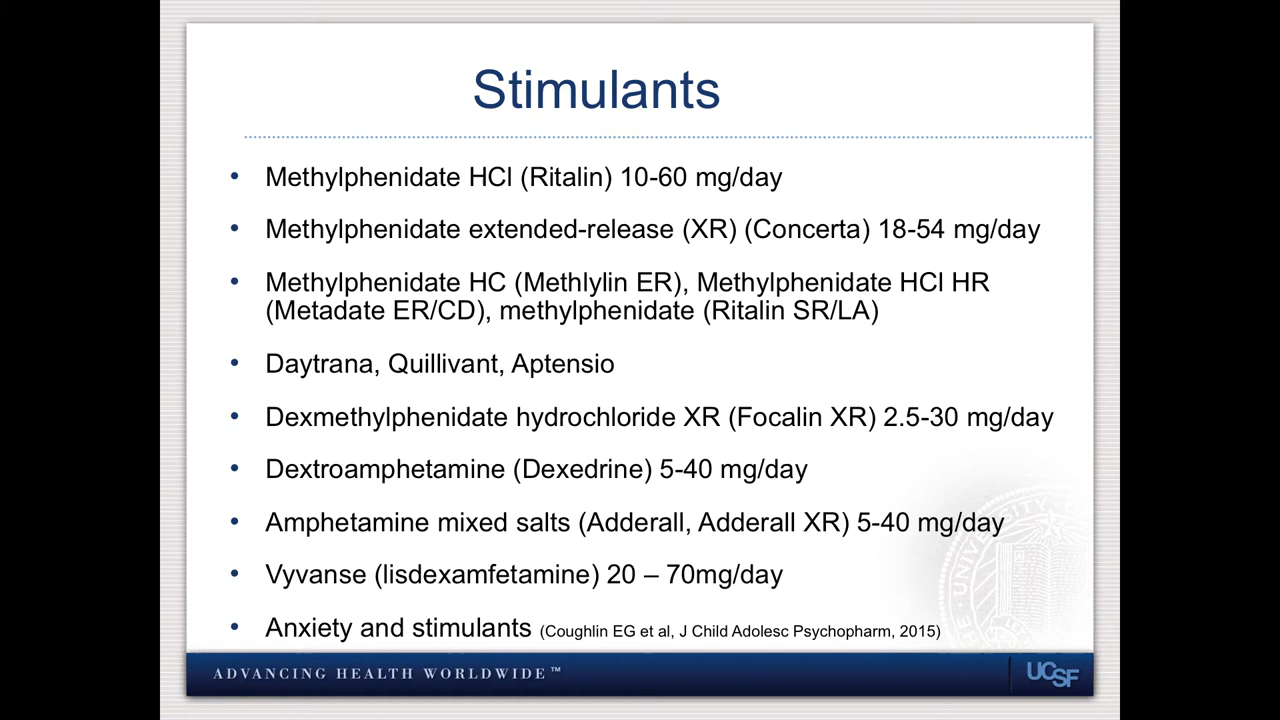 Stimulants
• Methylphenidate HCl (Ritalin) 10-60 mg/day
• Methylphenidate extended-release (XR) (Concerta) 18-54 mg/day
• Methylphenidate HC (Methlylin ER), Methylphenidate HCl HR
(Metadate ER/CD), methylphenidate (Ritalin SR/LA)
• Daytrana, Quillivant, Aptensio
• Dexmethylphenidate hydrochloride XR (Focalin XR) 2.5-30 mg/day
• Dextroamphetamine (Dexedrine) 5-40 mg/day
• Amphetamine mixed salts (Adderall, Adderall XR) 5-40 mg/day
• Vyvanse (lisdexamfetamine) 20 – 70mg/day
• Anxiety and stimulants (Coughlin EG et al, J Child Adolesc Psychopharm, 2015)
ADVANCING HEALTH WORLDWIDE™
UCSF